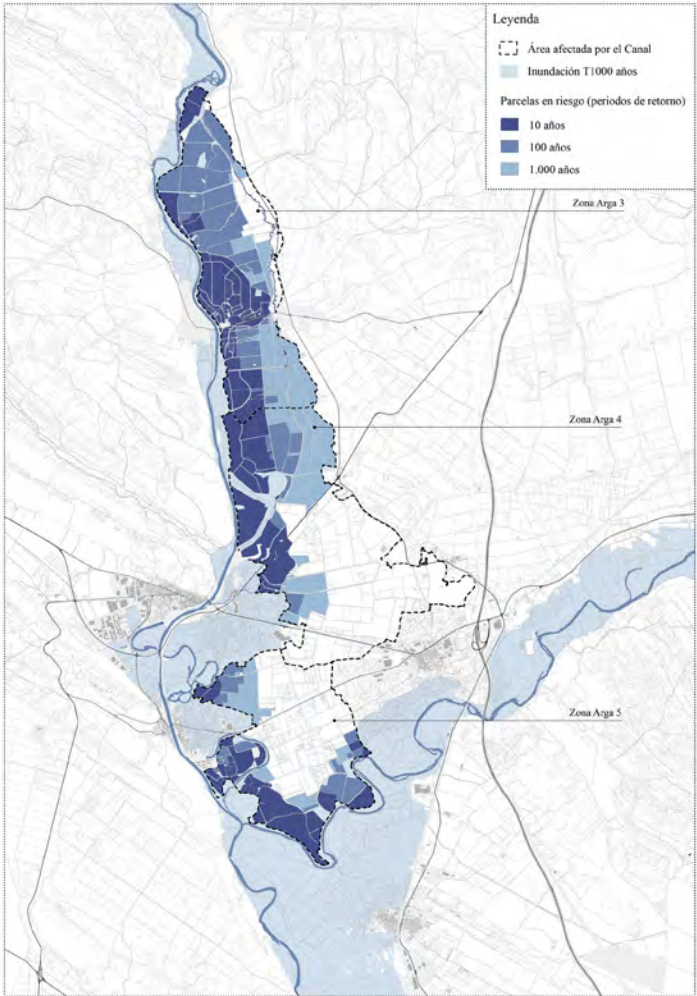 Leyenda
Área afectada por el Canal
Inundación T1000 años
Parcelas en riesgo (periodos de retorno)
10 años
100 años
1.000 años
Zona Arga 3
Zona Arga 4
Zona Arga 5